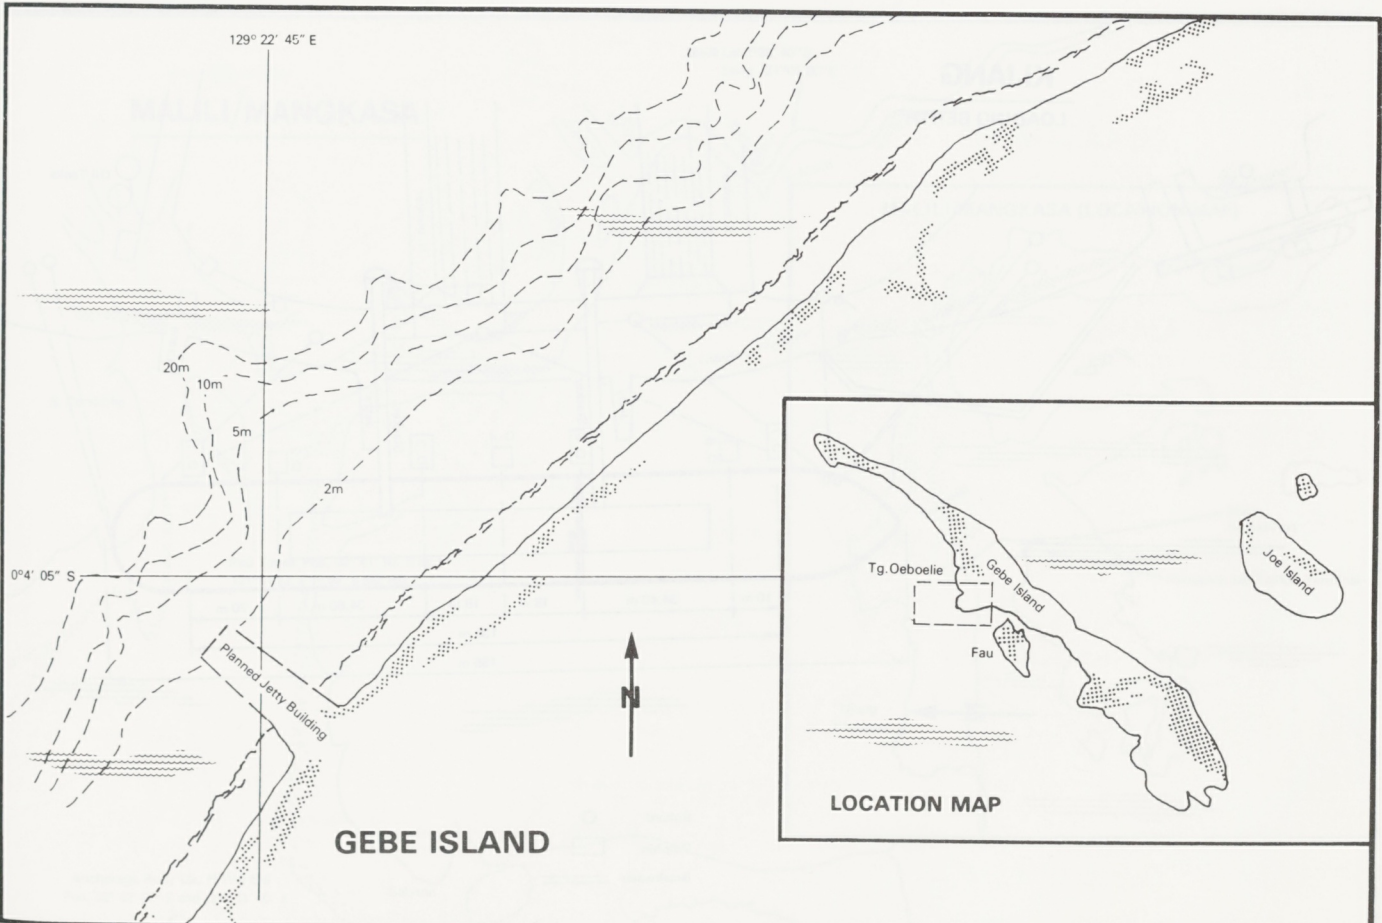 129° 22' 45" E
20m
10m
5m
2m
0°4' 05" S
Planned Jetty Building
N
GEBE ISLAND
Tg. Oeboelie
Gebe Island
Joe Island
Fau
LOCATION MAP